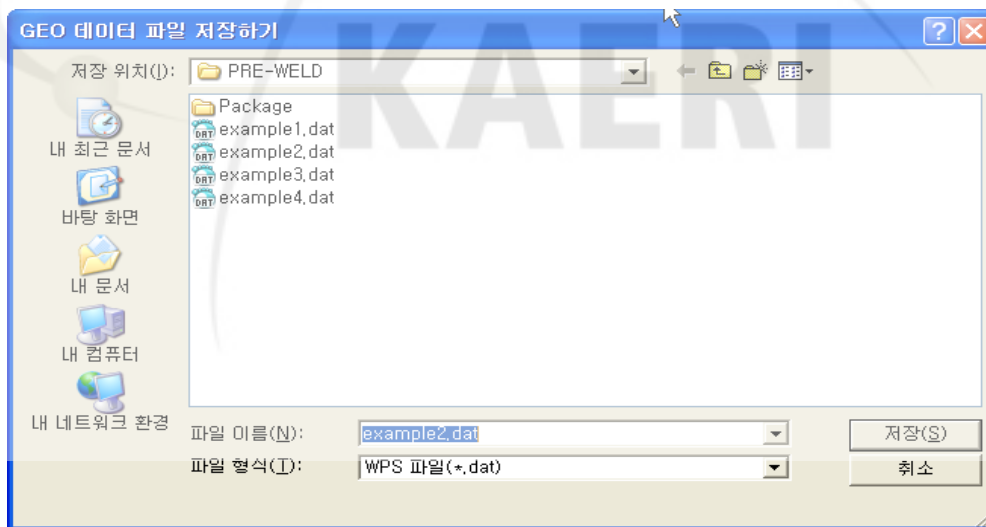 GEO 데이터 파일 저장하기
저장 위치(I):
PRE-WELD
Package
example1.dat
example2.dat
example3.dat
example4.dat
내 최근 문서
바탕 화면
내 문서
내 컴퓨터
내 네트워크 환경
파일 이름(N):
example2.dat
저장(S)
파일 형식(T):
WPS 파일(*.dat)
취소
KAERI